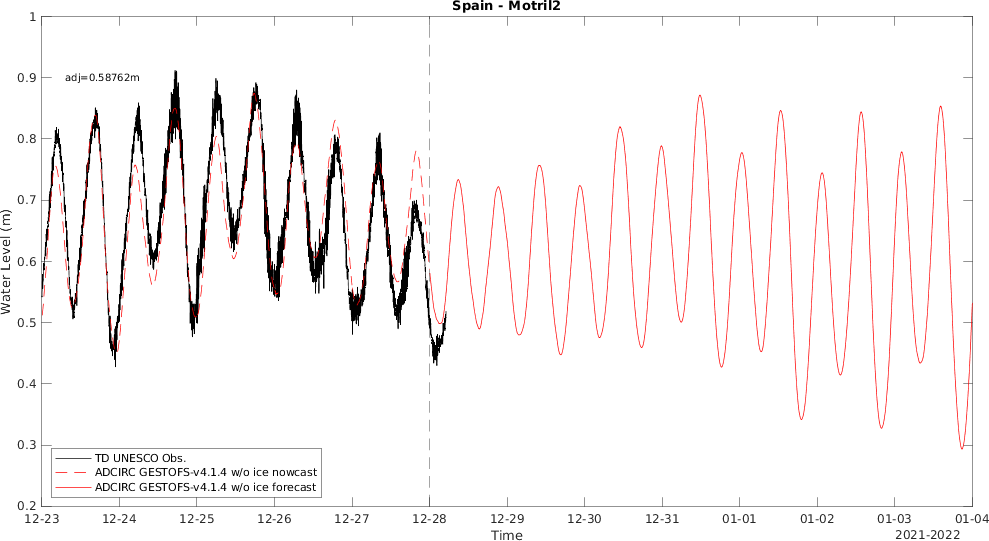 Spain - Motril2
1
0.9
0.8
0.7
0.6
0.5
0.4
0.3
0.2
Water Level (m)
adj=0.58762m
TD UNESCO Obs.
ADCIRC GESTOFS-v4.1.4 w/o ice nowcast
ADCIRC GESTOFS-v4.1.4 w/o ice forecast
12-23 12-24 12-25 12-26 12-27 12-28 12-29 12-30 12-31 01-01 01-02 01-03 01-04
Time
2021-2022